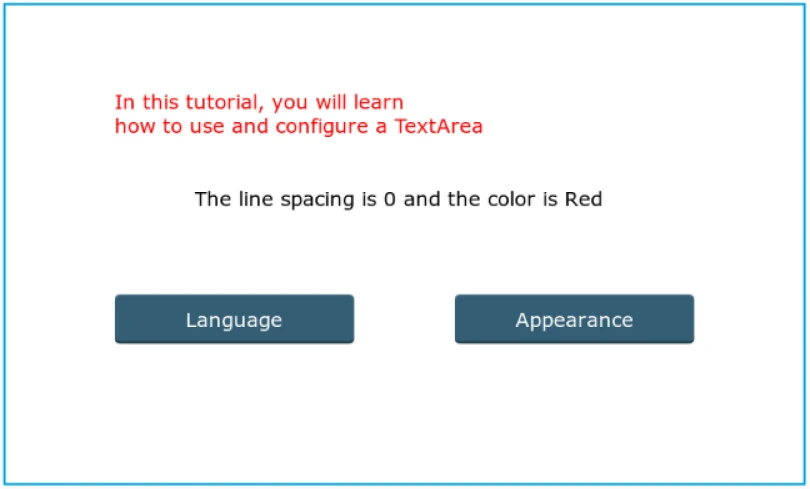 In this tutorial, you will learn
how to use and configure a TextArea
The line spacing is 0 and the color is Red
Language
Appearance